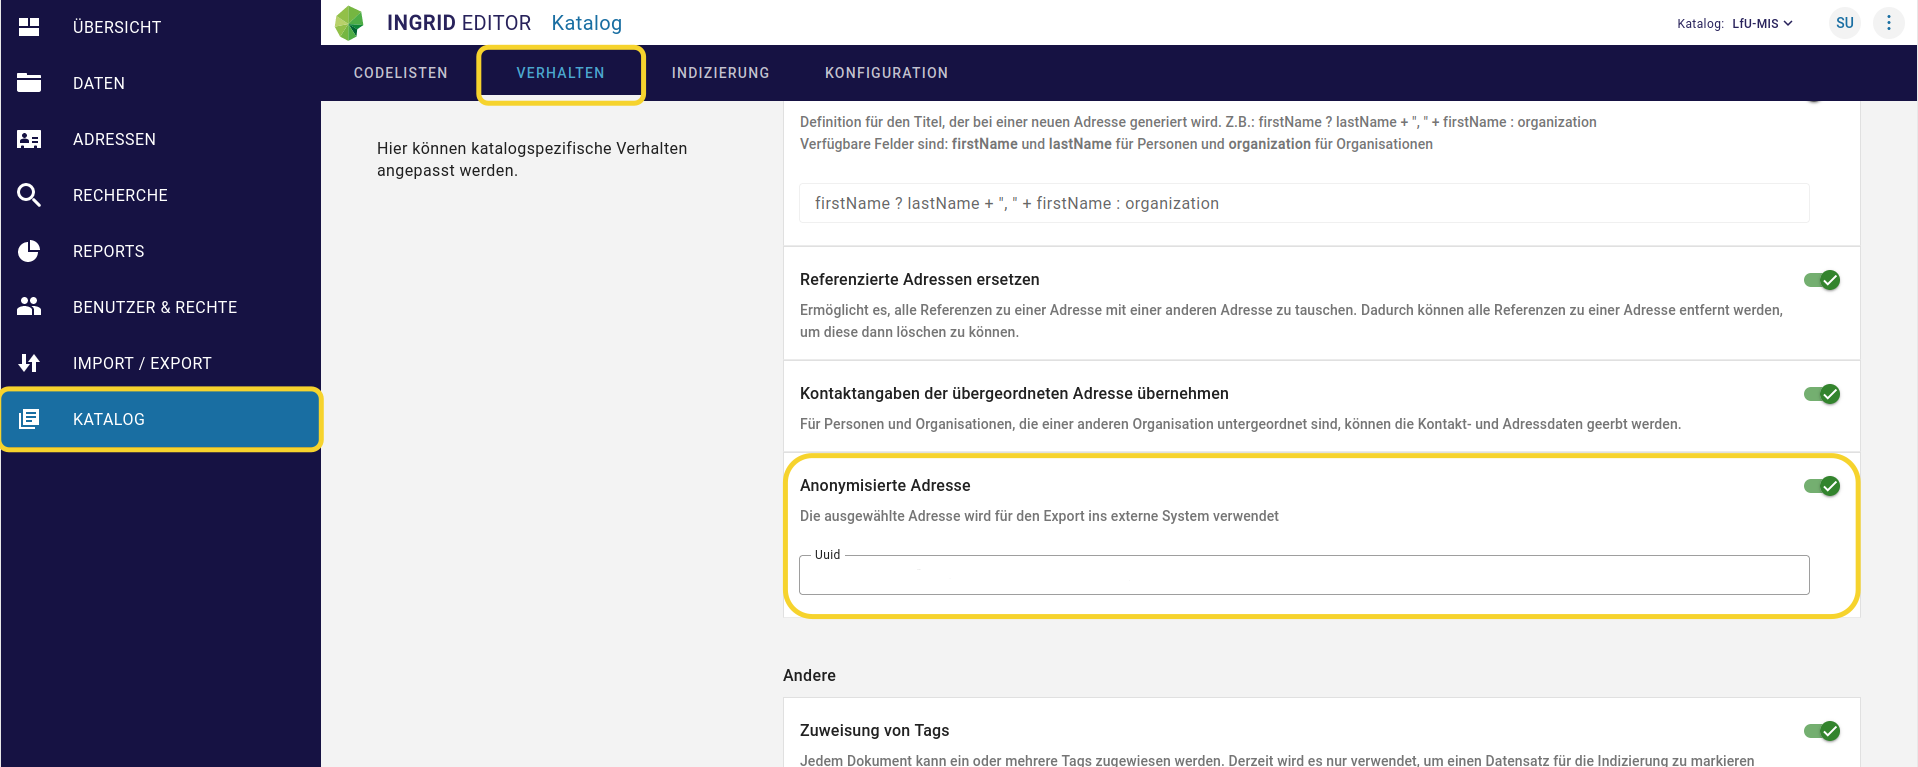 ÜBERSICHT
DATEN
ADRESSEN
RECHERCHE
REPORTS
BENUTZER & RECHTE
IMPORT / EXPORT
KATALOG
INGRID EDITOR Katalog
Katalog: LfU-MIS
SU
CODELISTEN VERHALTEN INDIZIERUNG KONFIGURATION
Hier können katalogspezifische Verhalten
angepasst werden.
Definition für den Titel, der bei einer neuen Adresse generiert wird. Z.B.: firstName ? lastName + ", " + firstName : organization
Verfügbare Felder sind: firstName und lastName für Personen und organization für Organisationen
firstName ? lastName + ", " + firstName : organization
Referenzierte Adressen ersetzen
Ermöglicht es, alle Referenzen zu einer Adresse mit einer anderen Adresse zu tauschen. Dadurch können alle Referenzen zu einer Adresse entfernt werden,
um diese dann löschen zu können.
Kontaktangaben der übergeordneten Adresse übernehmen
Für Personen und Organisationen, die einer anderen Organisation untergeordnet sind, können die Kontakt- und Adressdaten geerbt werden.
Anonymisierte Adresse
Die ausgewählte Adresse wird für den Export ins externe System verwendet
Uuid
Andere
Zuweisung von Tags
Jedem Dokument kann ein oder mehrere Tags zugewiesen werden. Derzeit wird es nur verwendet, um einen Datensatz für die Indizierung zu markieren